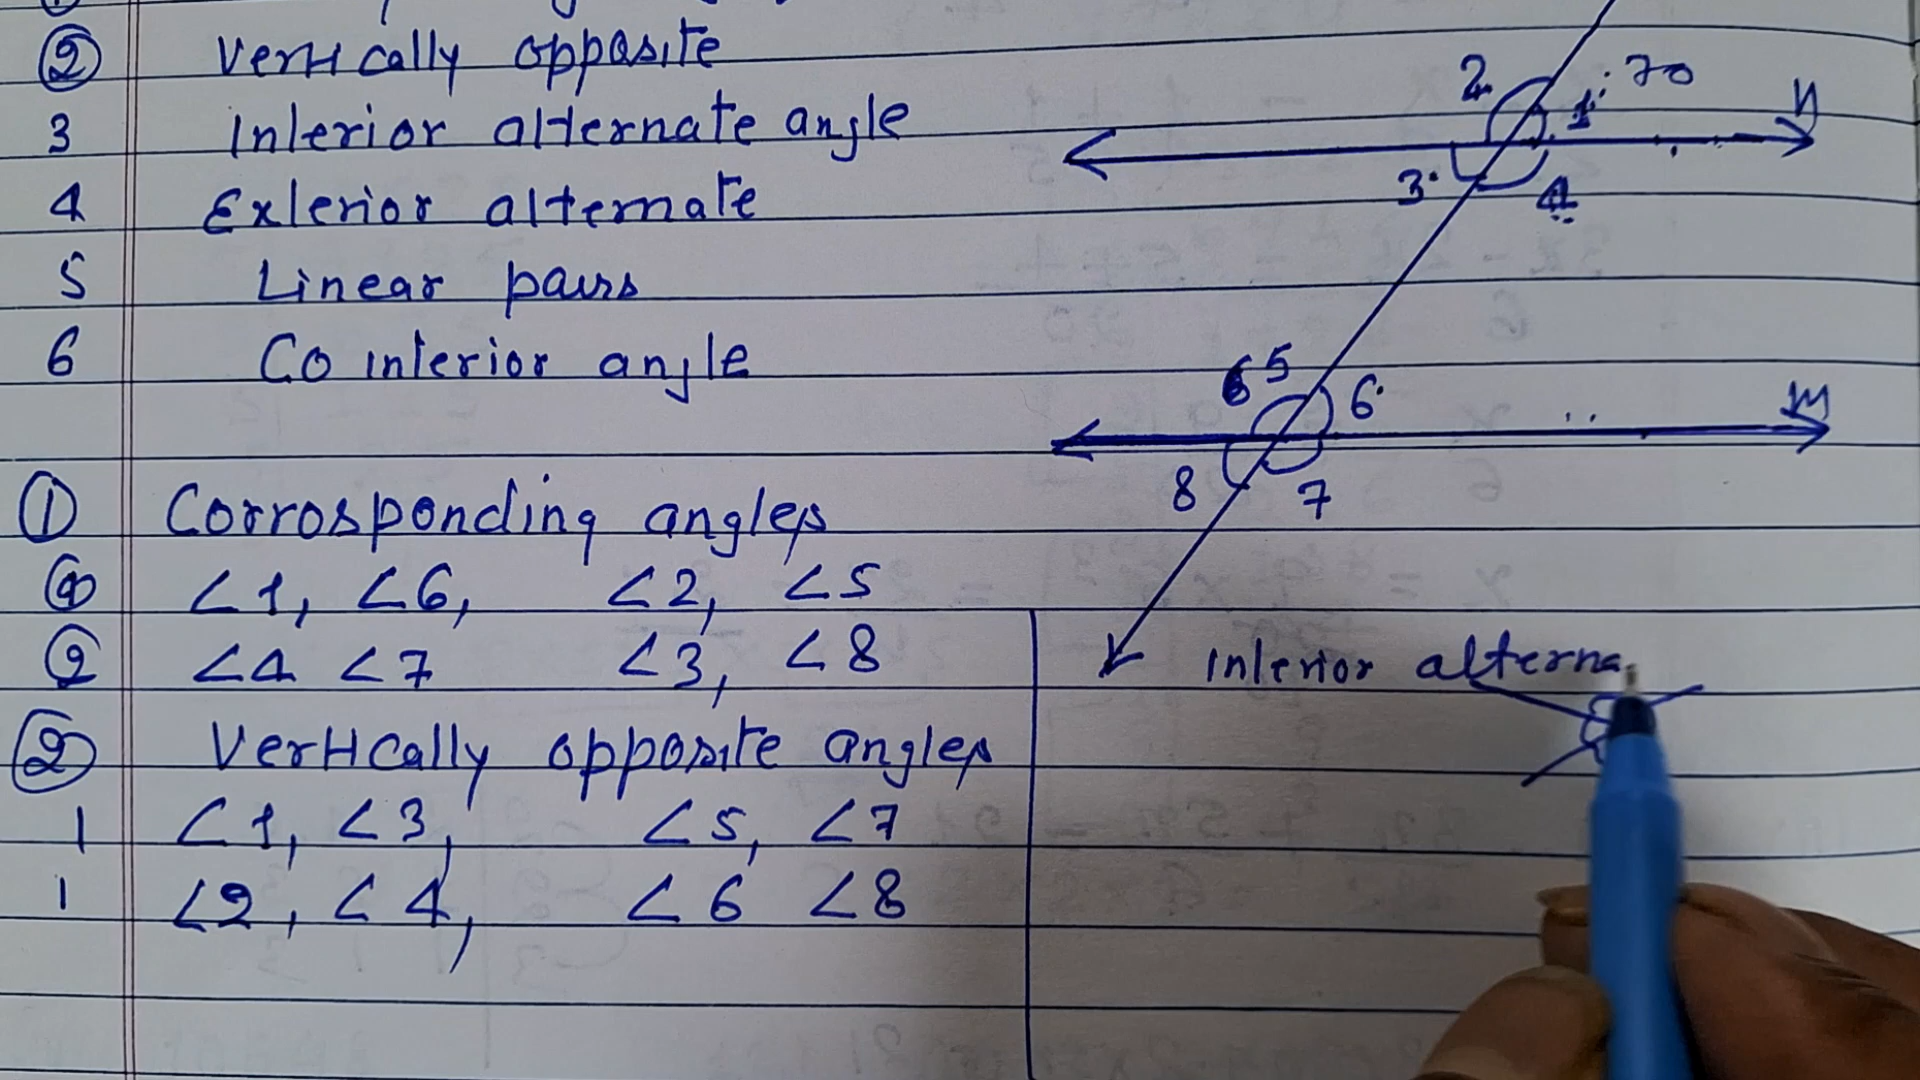 ② Vertically opposite
3 Interior alternate angle
4 Exterior alternate
5 Linear pairs
6 Co interior angle
2 1 : 70
n
3 4
5 6
m
8 7
① Corrosponding angles
<1, <6, <2, <5
② <4 <7 <3, <8
② Vertically opposite angles
1 <1, <3, <5, <7
1 <2, <4, <6 <8
Interior alterna